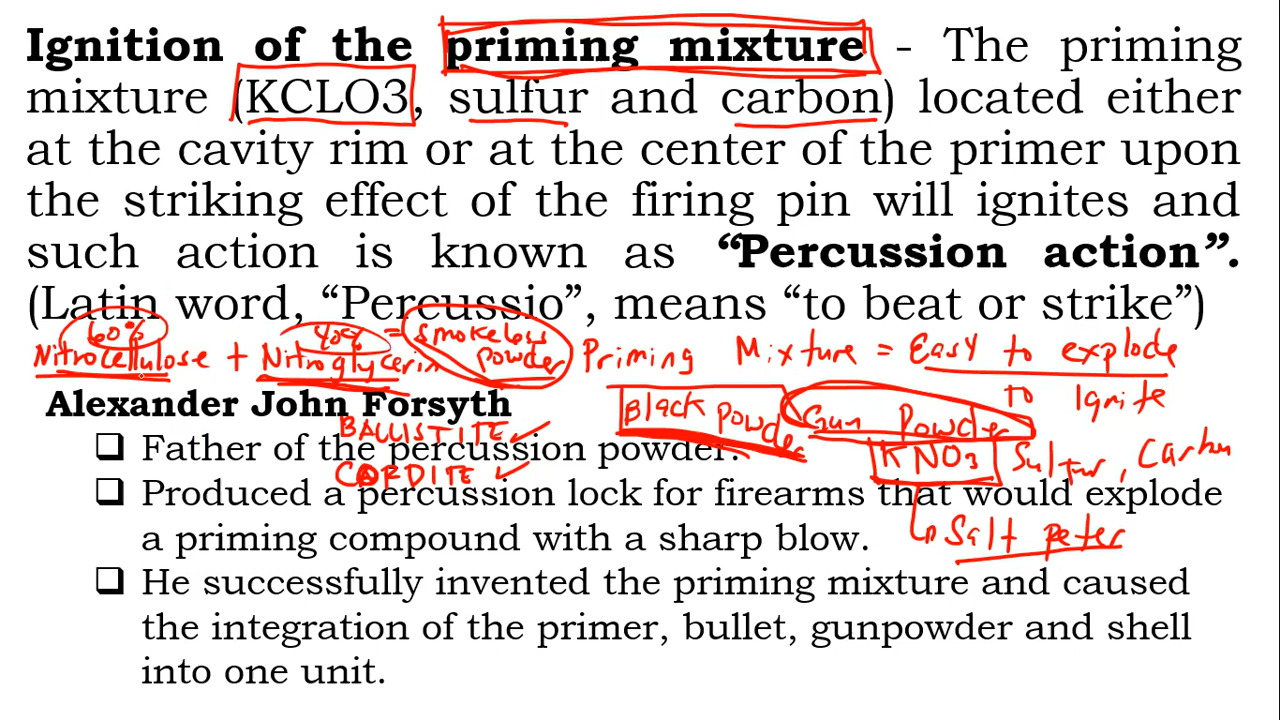 Ignition of the priming mixture - The priming
mixture (KCLO3, sulfur and carbon) located either
at the cavity rim or at the center of the primer upon
the striking effect of the firing pin will ignites and
such action is known as “Percussion action”.
(Latin word, “Percussio”, means “to beat or strike”)
60% 40% = smokeless powder
Nitrocellulose + Nitroglycerin Priming Mixture = Easy to explode
to Ignite
Black powder Gun Powder
Alexander John Forsyth
BALLISTITE
❑ Father of the percussion powder.
KNO3 Sulfur, Carbon
CORDITE
❑ Produced a percussion lock for firearms that would explode
a priming compound with a sharp blow.
Salt peter
❑ He successfully invented the priming mixture and caused
the integration of the primer, bullet, gunpowder and shell
into one unit.